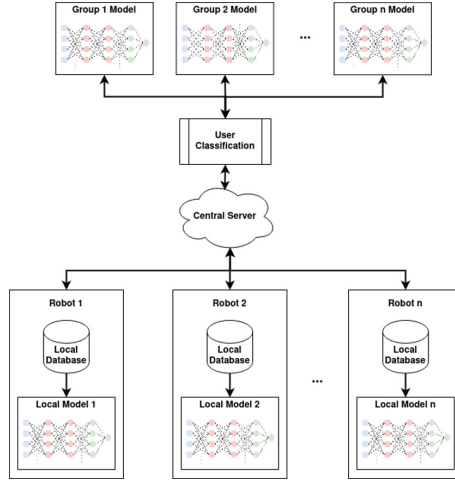 Group 1 Model
Group 2 Model
...
Group n Model
User
Classification
Central Server
Robot 1
Robot 2
Robot n
Local
Database
Local
Database
...
Local
Database
Local Model 1
Local Model 2
Local Model n